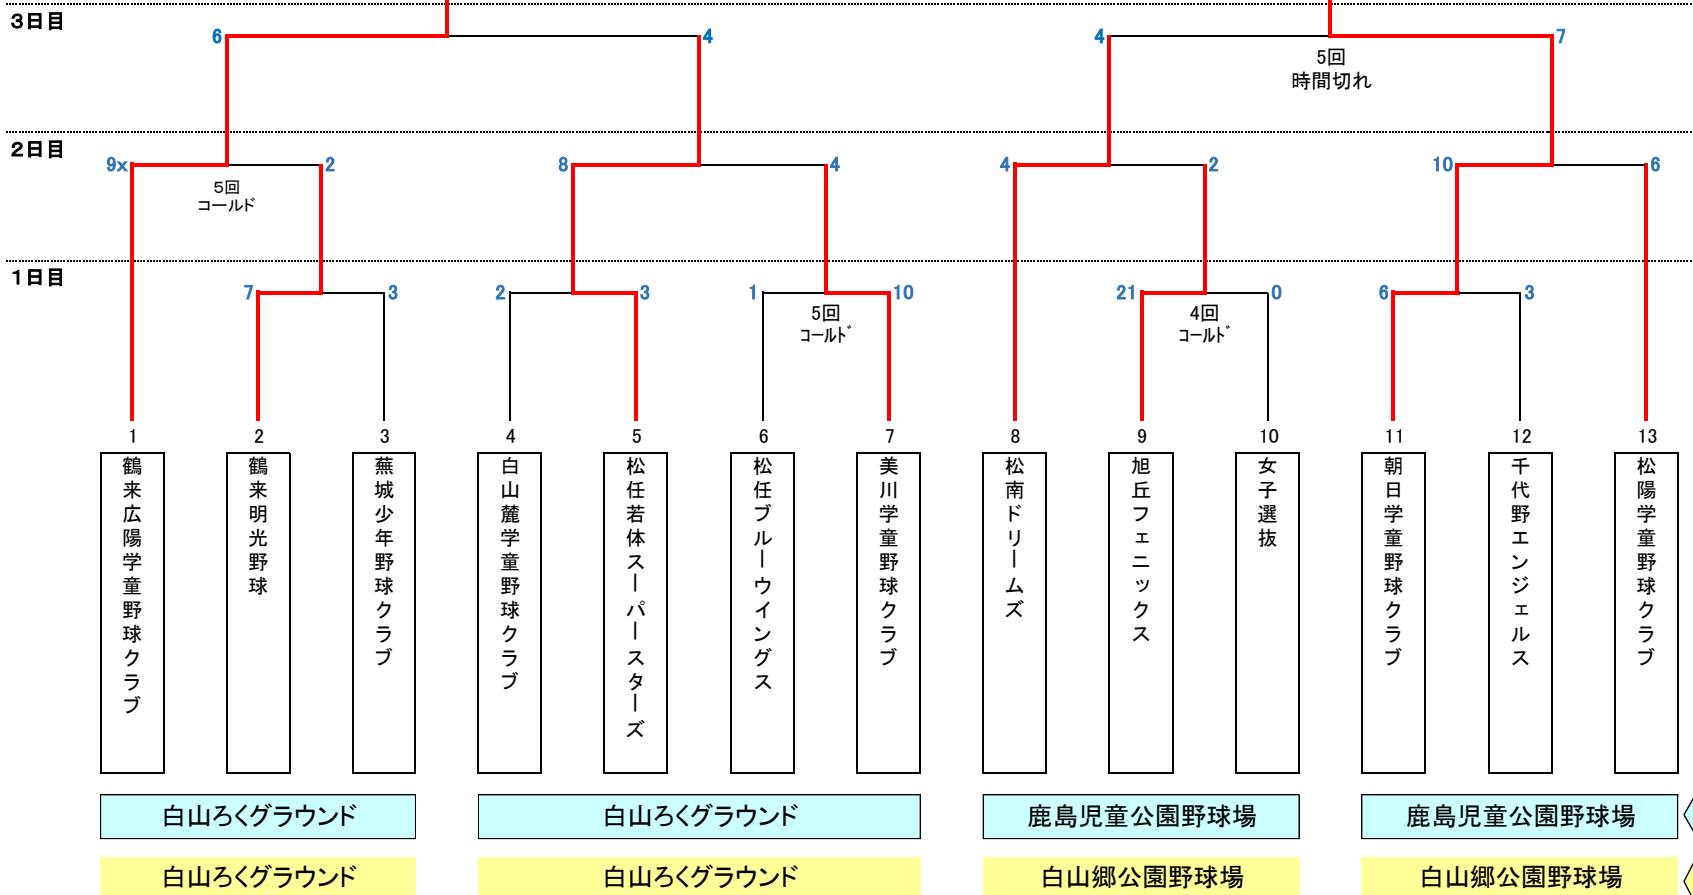 3日目
6
4
4
7
5回
時間切れ
2日目
9x
2
8
4
4
2
10
6
5回
コールド
1日目
7
3
2
3
1
10
21
0
6
3
5回
コールド
4回
コールド
1
2
3
4
5
6
7
8
9
10
11
12
13
鶴来広陽学童野球クラブ
鶴来明光野球
蕪城少年野球クラブ
白山麓学童野球クラブ
松任若体スーパースターズ
松任ブルーウイングス
美川学童野球クラブ
松南ドリームズ
旭丘フェニックス
女子選抜
朝日学童野球クラブ
千代野エンジェルス
松陽学童野球クラブ
白山ろくグラウンド
白山ろくグラウンド
鹿島児童公園野球場
鹿島児童公園野球場
白山ろくグラウンド
白山ろくグラウンド
白山郷公園野球場
白山郷公園野球場